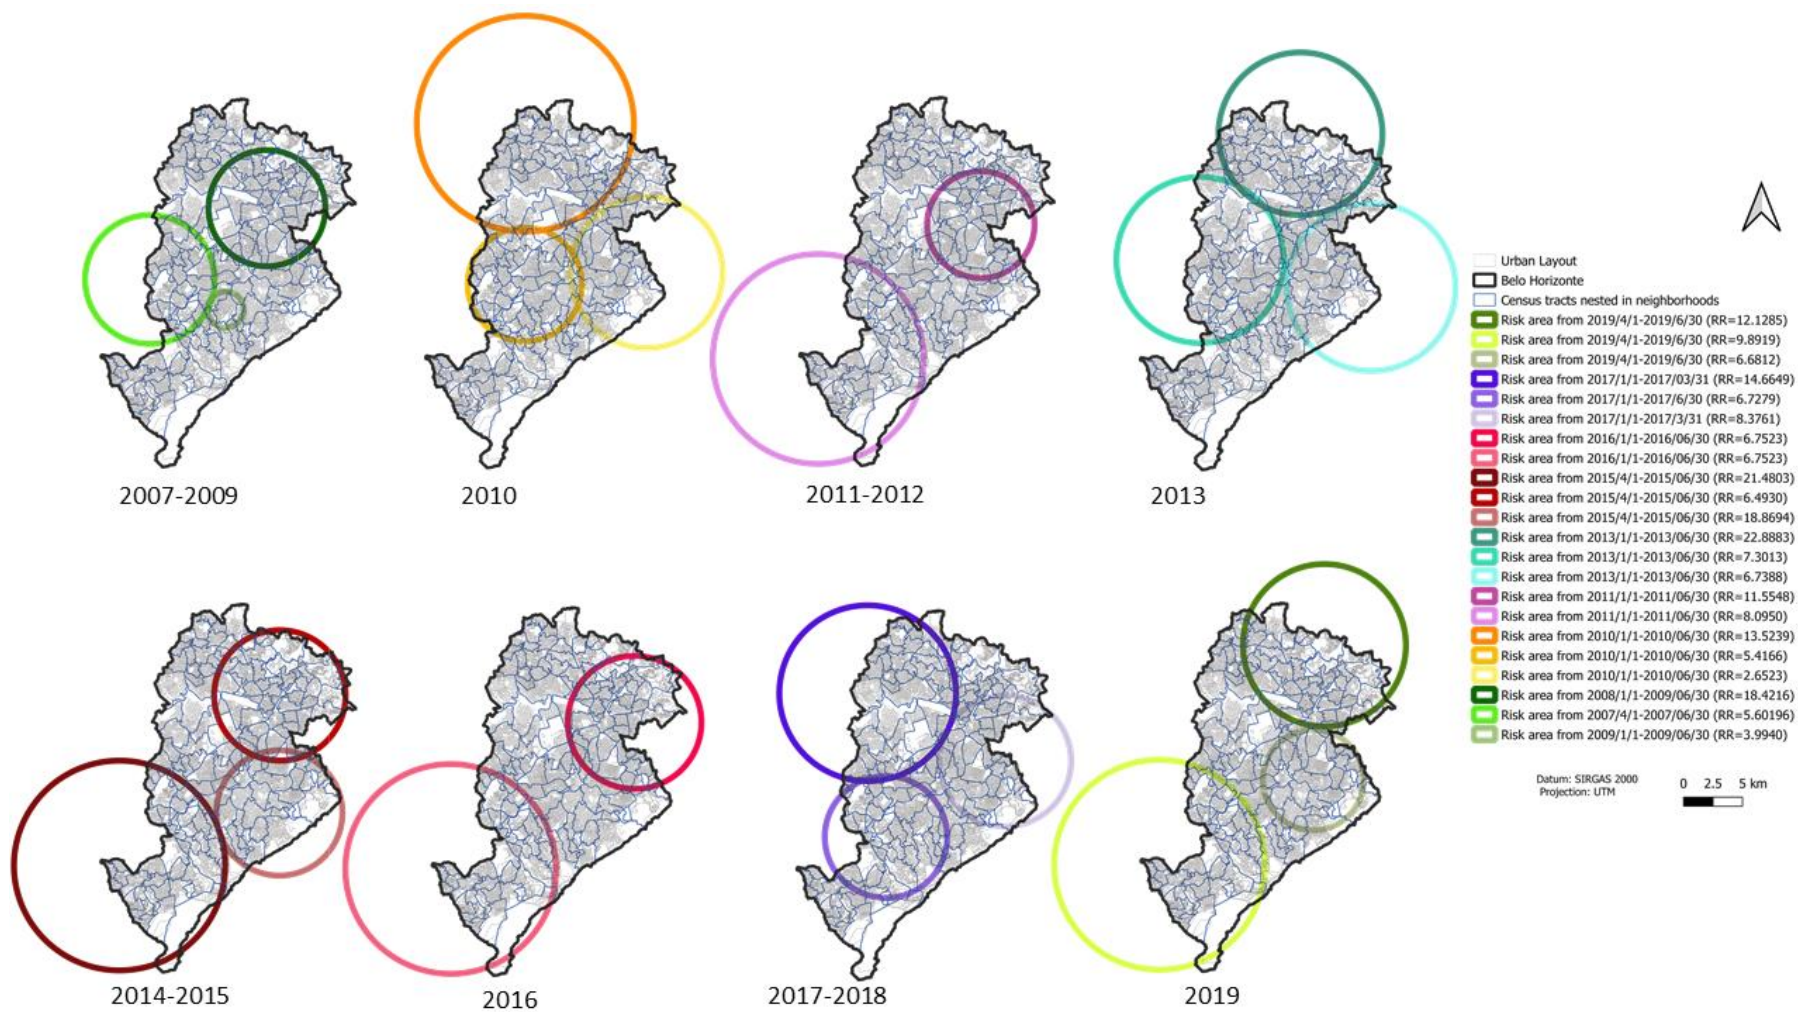 2007-2009
2010
2011-2012
2013
Urban Layout
Belo Horizonte
Census tracts nested in neighborhoods
Risk area from 2019/4/1-2019/6/30 (RR=12.1285)
Risk area from 2019/4/1-2019/6/30 (RR=9.8919)
Risk area from 2019/4/1-2019/6/30 (RR=6.6812)
Risk area from 2017/1/1-2017/03/31 (RR=14.6649)
Risk area from 2017/1/1-2017/6/30 (RR=6.7279)
Risk area from 2017/1/1-2017/3/31 (RR=8.3761)
Risk area from 2016/1/1-2016/06/30 (RR=6.7523)
Risk area from 2016/1/1-2016/06/30 (RR=6.7523)
Risk area from 2015/4/1-2015/06/30 (RR=21.4803)
Risk area from 2015/4/1-2015/06/30 (RR=6.4930)
Risk area from 2015/4/1-2015/06/30 (RR=18.8694)
Risk area from 2013/1/1-2013/06/30 (RR=22.8883)
Risk area from 2013/1/1-2013/06/30 (RR=7.3013)
Risk area from 2013/1/1-2013/06/30 (RR=6.7388)
Risk area from 2011/1/1-2011/06/30 (RR=11.5548)
Risk area from 2011/1/1-2011/06/30 (RR=8.0950)
Risk area from 2010/1/1-2010/06/30 (RR=13.5239)
Risk area from 2010/1/1-2010/06/30 (RR=5.4166)
Risk area from 2010/1/1-2010/06/30 (RR=2.6523)
Risk area from 2008/1/1-2009/06/30 (RR=18.4216)
Risk area from 2007/4/1-2007/06/30 (RR=5.60196)
Risk area from 2009/1/1-2009/06/30 (RR=3.9940)
Datum: SIRGAS 2000
Projection: UTM
0 2.5 5 km
2014-2015
2016
2017-2018
2019